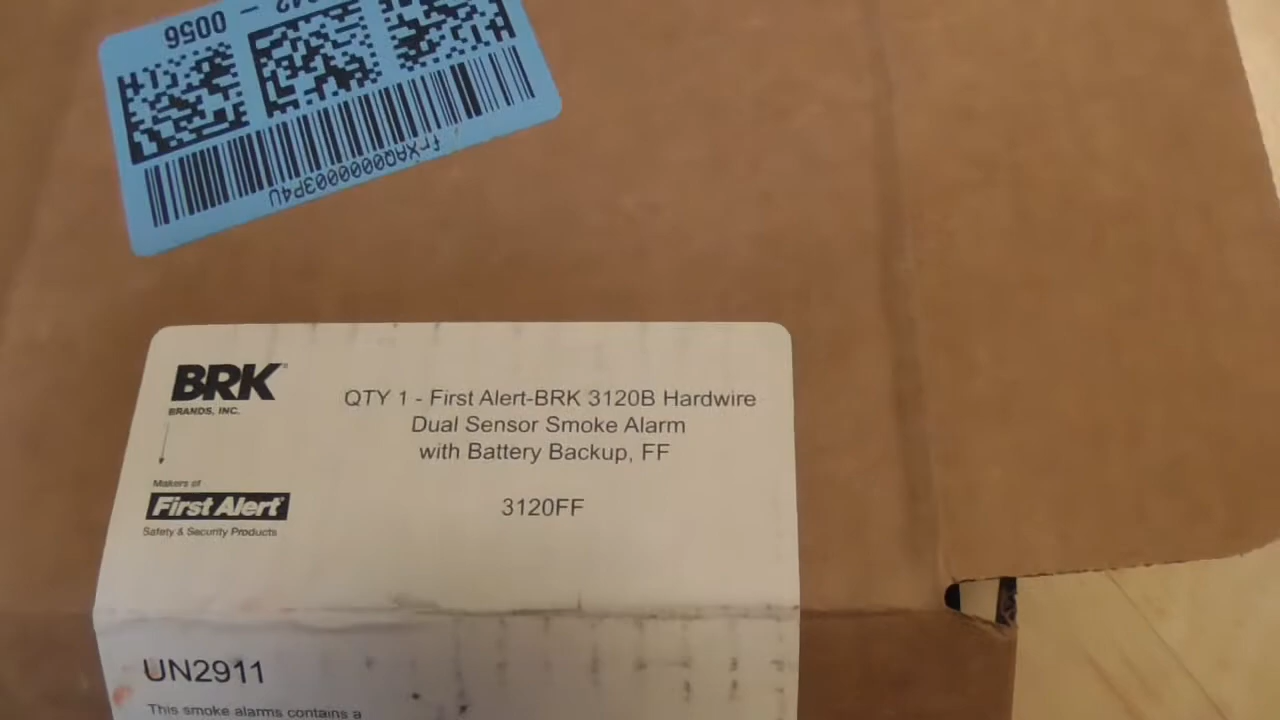 0056 -
frXAQ0000003P4U
BRK
BRANDS, INC.
QTY 1 - First Alert-BRK 3120B Hardwire
Dual Sensor Smoke Alarm
with Battery Backup, FF
3120FF
Makers of
First Alert
Safety & Security Products
UN2911
This smoke alarms contains a